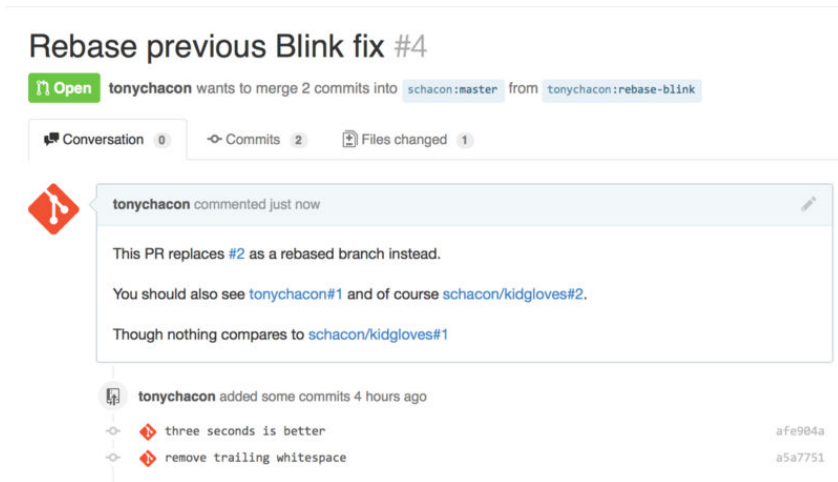 Rebase previous Blink fix #4
Open tonychacon wants to merge 2 commits into schacon:master from tonychacon:rebase-blink
Conversation 0 Commits 2 Files changed 1
tonychacon commented just now
This PR replaces #2 as a rebased branch instead.
You should also see tonychacon#1 and of course schacon/kidgloves#2.
Though nothing compares to schacon/kidgloves#1
tonychacon added some commits 4 hours ago
three seconds is better afe904a
remove trailing whitespace a5a7751